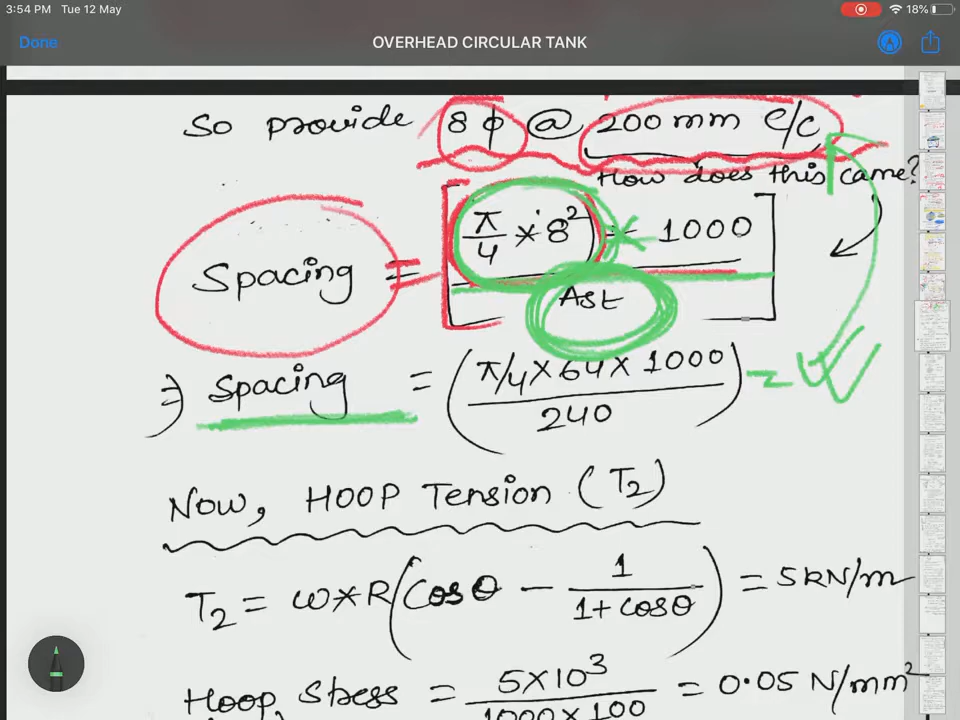 3:54 PM Tue 12 May 18%
Done OVERHEAD CIRCULAR TANK
So provide 8 ϕ @ 200 mm c/c
How does this came?
Spacing = [π/4 * 8² * 1000 / Ast]
⇒ Spacing = (π/4 × 64 × 1000 / 240) =
Now, HOOP Tension (T₂)
T₂ = ω * R (Cosθ − 1 / 1 + cosθ) = 5 kN/m
Hoop Stress = 5×10³ / 1000 × 100 = 0.05 N/mm²